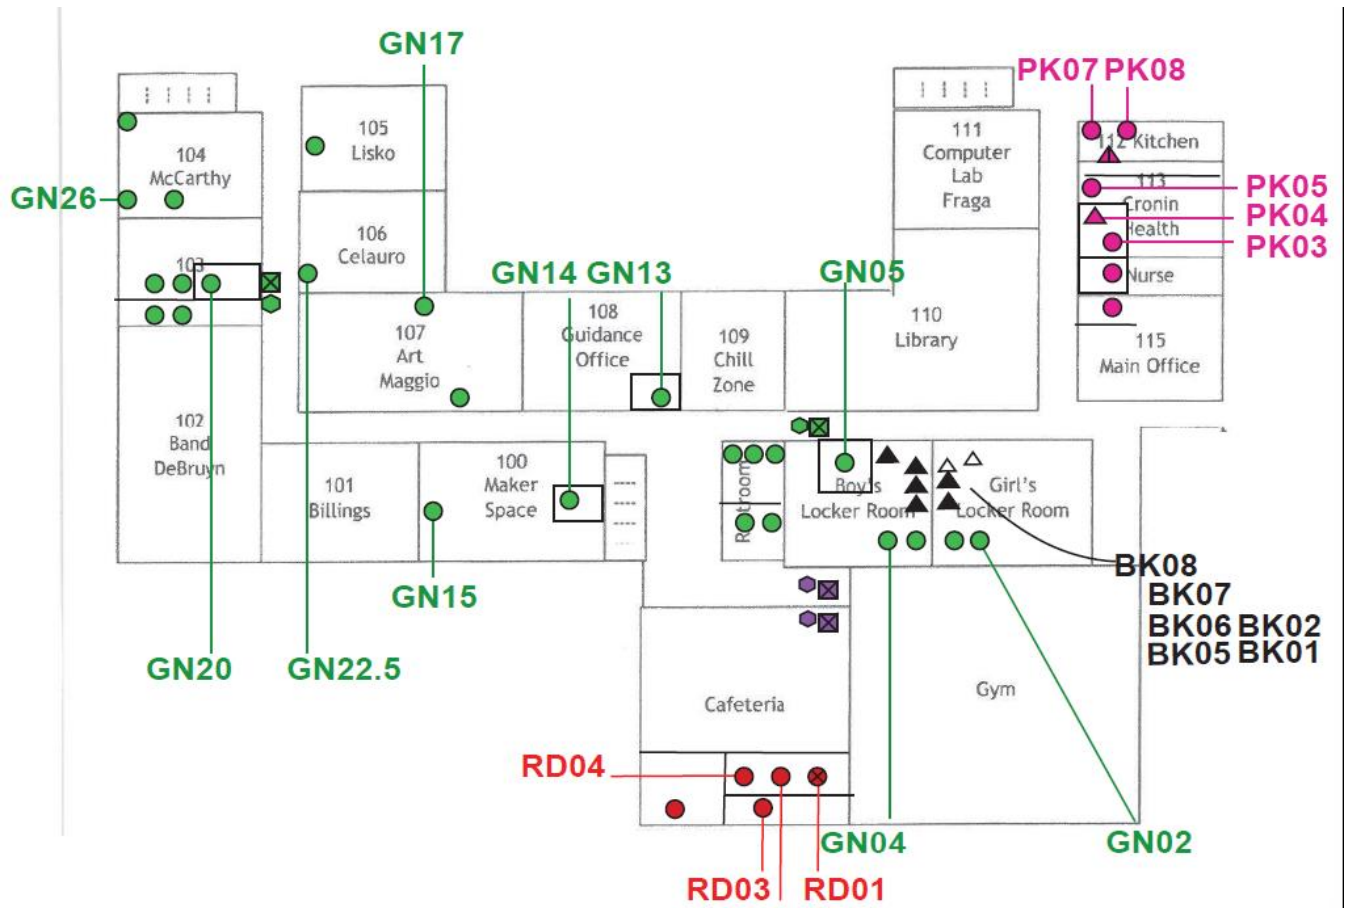 GN17
PK07 PK08
105
Lisko
111
Computer
Lab
Fraga
112 Kitchen
104
McCarthy
GN26
113
Cronin
Health
PK05
PK04
PK03
106
Celauro
103
GN14 GN13
GN05
Nurse
107
Art
Maggio
108
Guidance
Office
109
Chill
Zone
110
Library
115
Main Office
102
Band
DeBruyn
101
Billings
100
Maker
Space
Restroom
Boy's
Locker Room
Girl's
Locker Room
GN15
BK08
BK07
BK06 BK02
BK05 BK01
GN20
GN22.5
Cafeteria
Gym
RD04
GN04
GN02
RD03
RD01